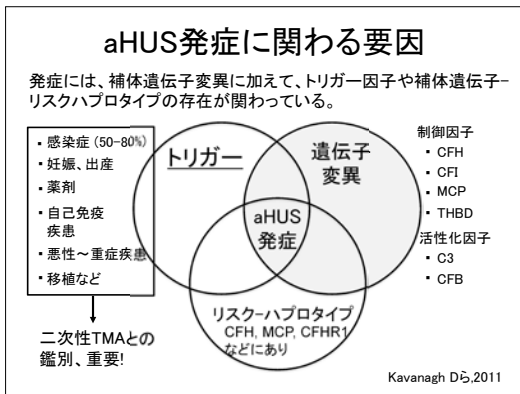 aHUS発症に関わる要因
発症には、補体遺伝子変異に加えて、トリガー因子や補体遺伝子-
リスクハプロタイプの存在が関わっている。
・感染症(50-80%)
・妊娠、出産
・薬剤
・自己免疫
疾患
・悪性～重症疾患
・移植など
二次性TMAとの
鑑別、重要!
トリガー
遺伝子
変異
aHUS
発症
リスク-ハプロタイプ
CFH, MCP, CFHR1
などにあり
制御因子
・CFH
・CFI
・MCP
・THBD
活性化因子
・C3
・CFB
Kavanagh Dら,2011